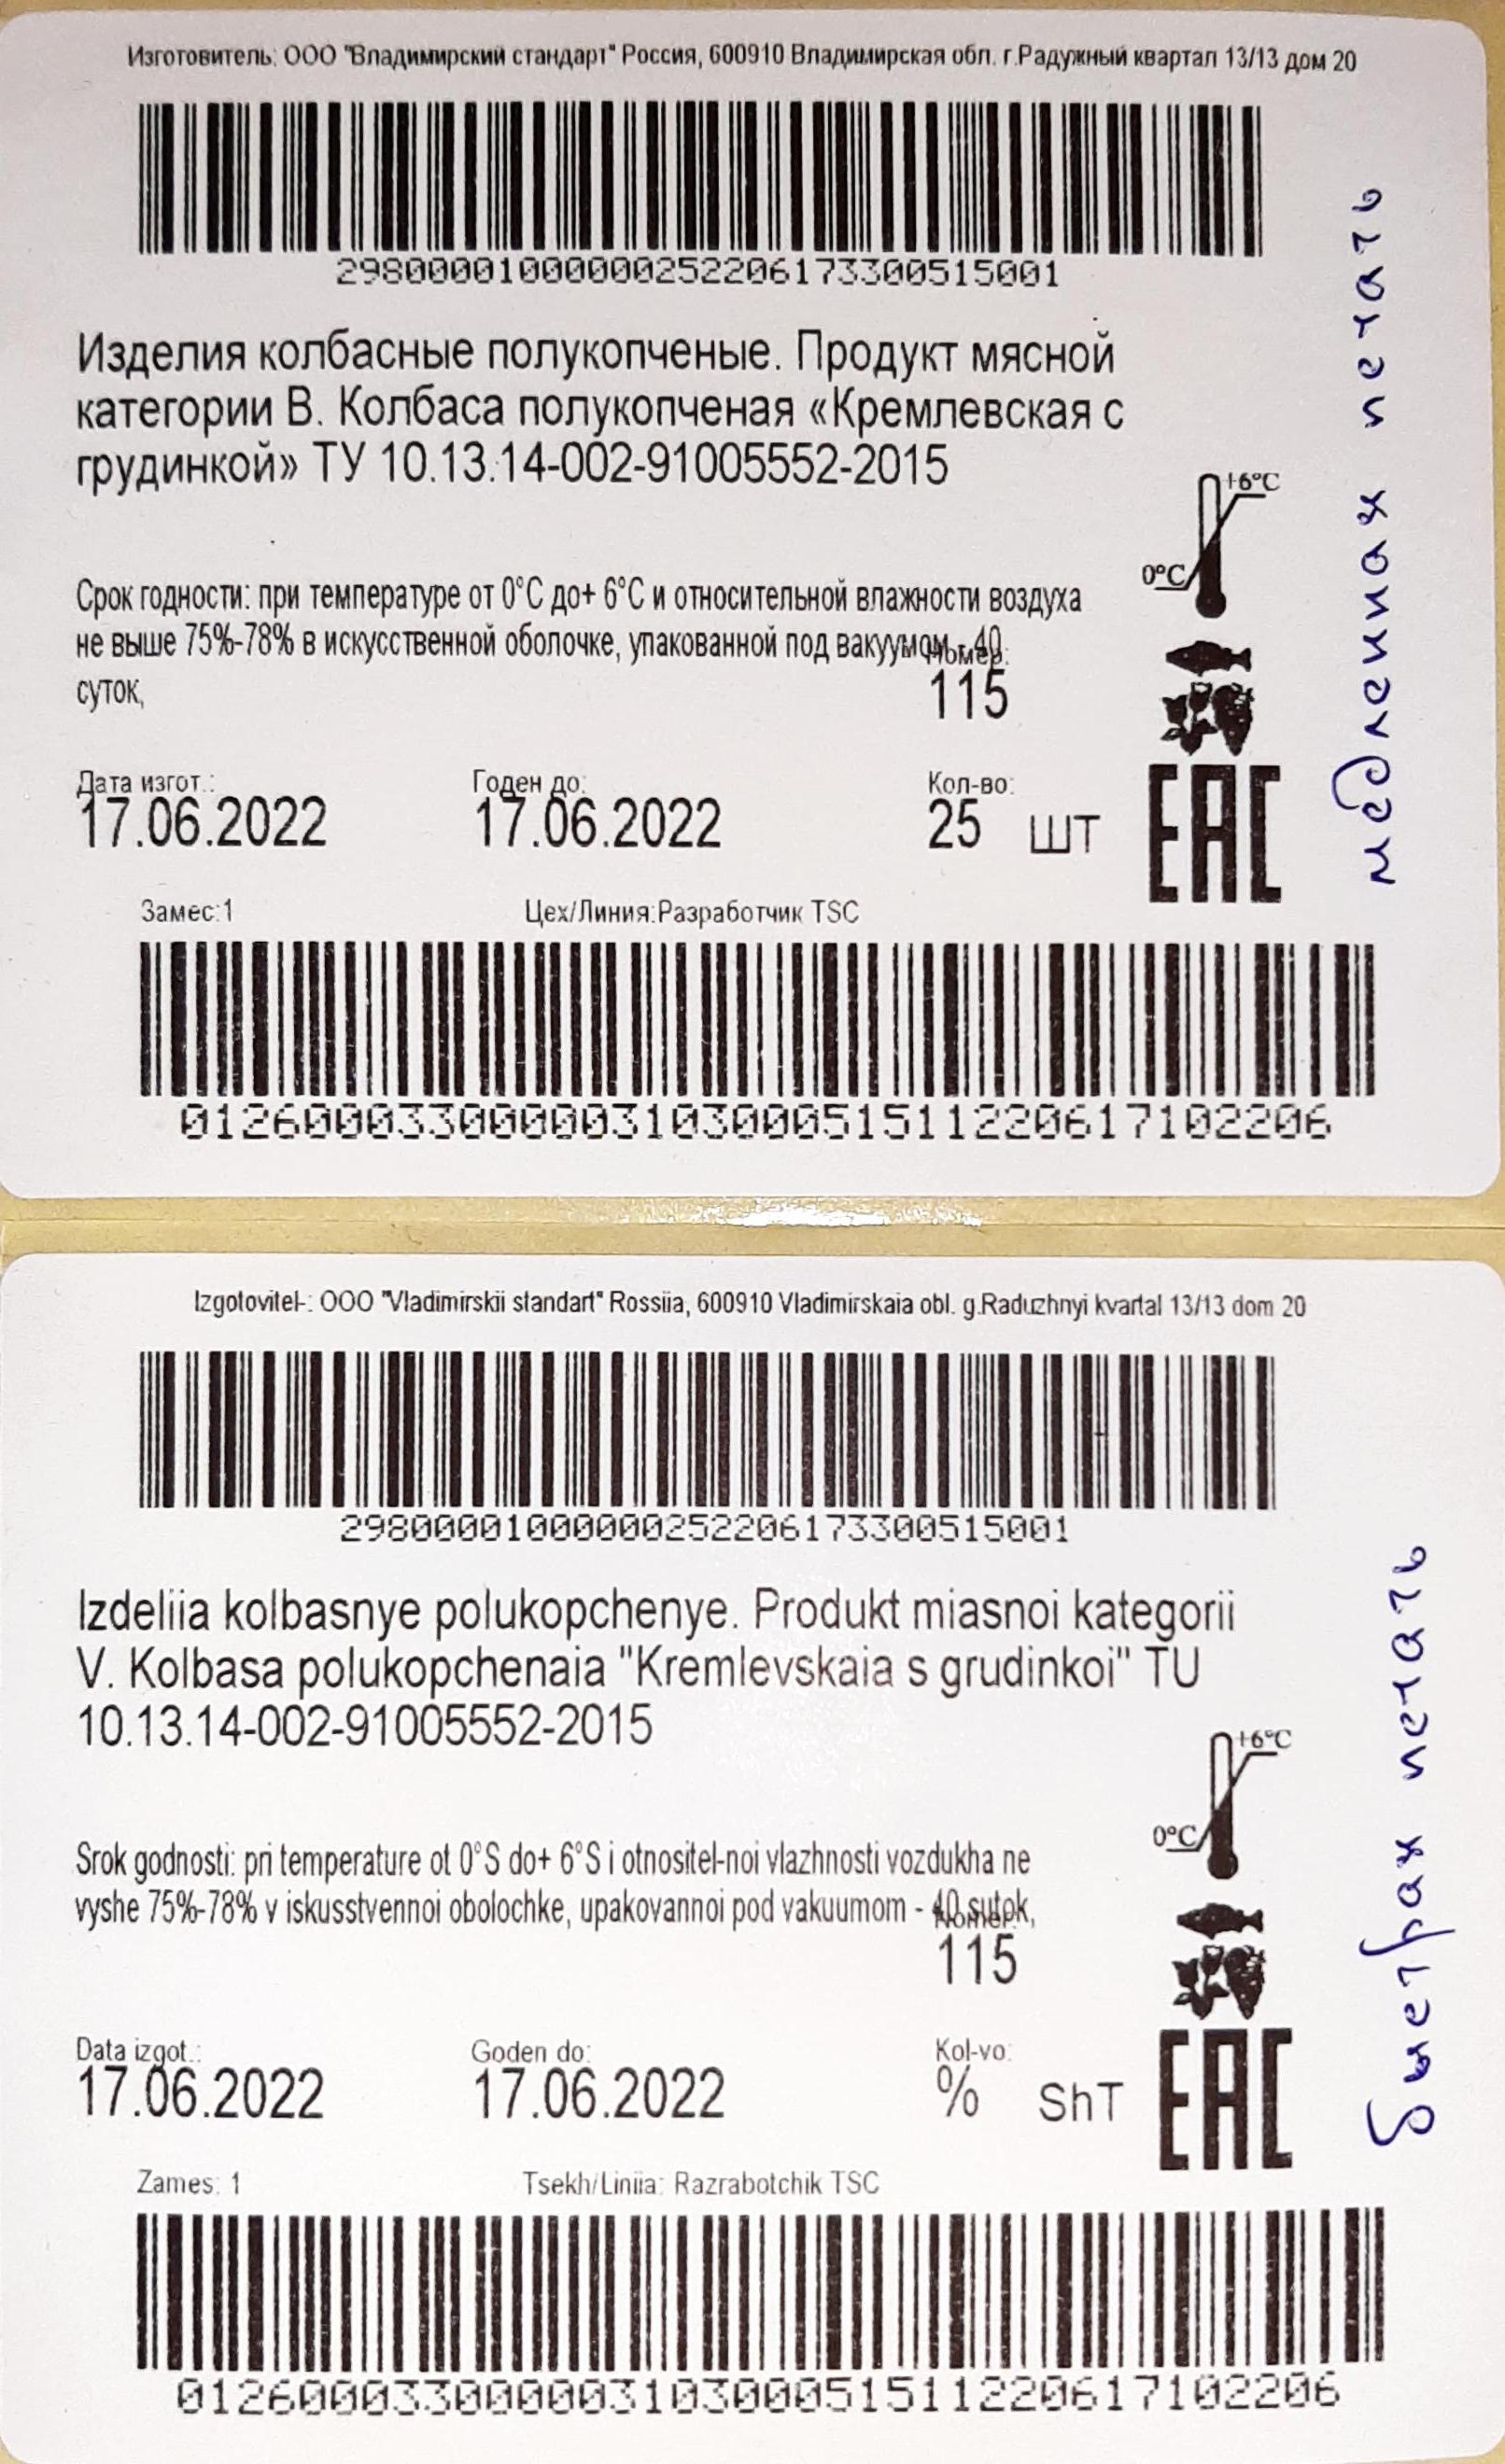 Изготовитель: ООО "Владимирский стандарт" Россия, 600910 Владимирская обл. г.Радужный квартал 13/13 дом 20
2980000100000025220617330051500​1
Изделия колбасные полукопченые. Продукт мясной
категории В. Колбаса полукопченая «Кремлевская с
грудинкой» ТУ 10.13.14-002-91005552-2015
+6°C
0°C
Срок годности: при температуре от 0°С до+ 6°С и относительной влажности воздуха
не выше 75%-78% в искусственной оболочке, упакованной под вакуумом - 40
суток,
Номер:
115
Дата изгот.:
17.06.2022
Годен до:
17.06.2022
Кол-во:
25 ШТ
EAC
Замес:1
Цех/Линия:Разработчик TSC
01260003300000310300051511220617102206
медленная печать
Izgotovitel-: OOO "Vladimirskii standart" Rossiia, 600910 Vladimirskaia obl. g.Raduzhnyi kvartal 13/13 dom 20
29800001000000252206173300515001
Izdeliia kolbasnye polukopchenye. Produkt miasnoi kategorii
V. Kolbasa polukopchenaia "Kremlevskaia s grudinkoi" TU
10.13.14-002-91005552-2015
+6°C
0°C
Srok godnosti: pri temperature ot 0°S do+ 6°S i otnositel-noi vlazhnosti vozdukha ne
vyshe 75%-78% v iskusstvennoi obolochke, upakovannoi pod vakuumom - 40 sutok,
Nomer:
115
Data izgot.:
17.06.2022
Goden do:
17.06.2022
Kol-vo:
% ShT
EAC
Zames: 1
Tsekh/Liniia: Razrabotchik TSC
01260003300000310300051511220617102206
быстрая печать